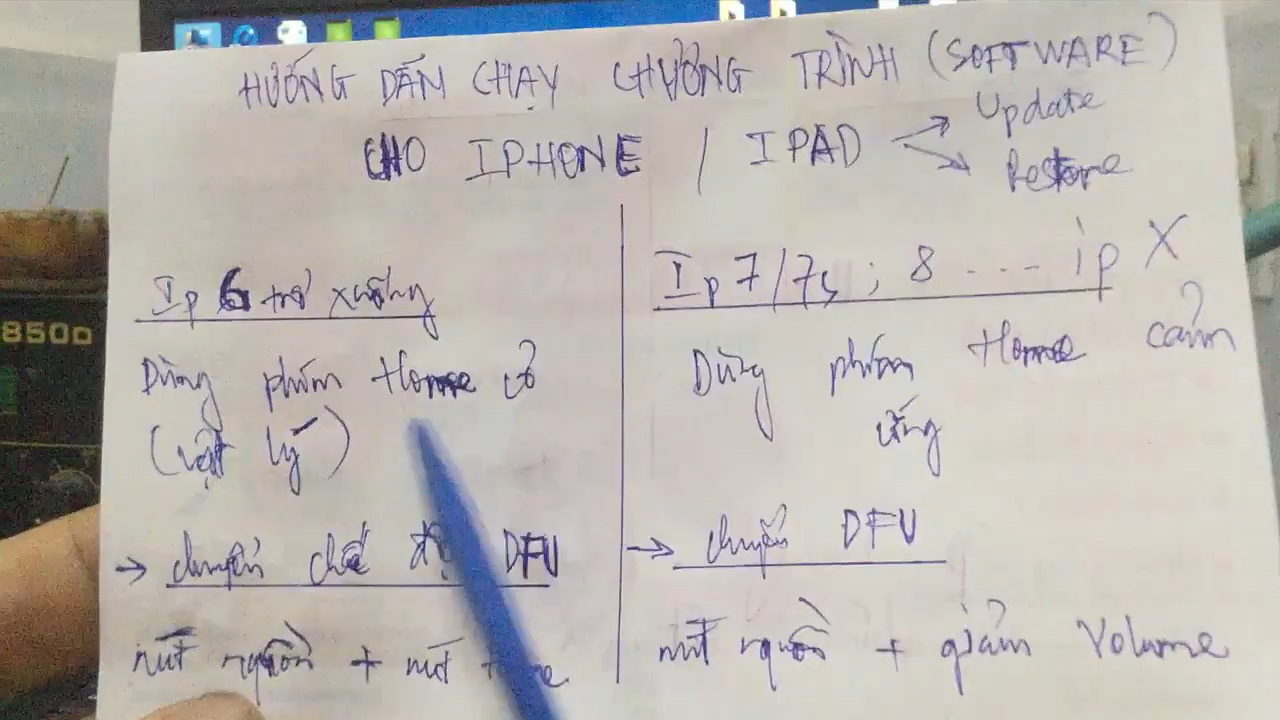 HƯỚNG DẪN CHẠY CHƯƠNG TRÌNH (SOFTWARE)
CHO IPHONE / IPAD → Update
→ Restore
Ip 6 trở xuống
Dùng phím Home cơ
(vật lý)
→ chuyển chế độ DFU
nút nguồn + nút
Ip 7/7s ; 8 .... ip X
Dùng phím Home cảm
ứng
→ chuyển DFU
nút nguồn + giảm Volume
850D